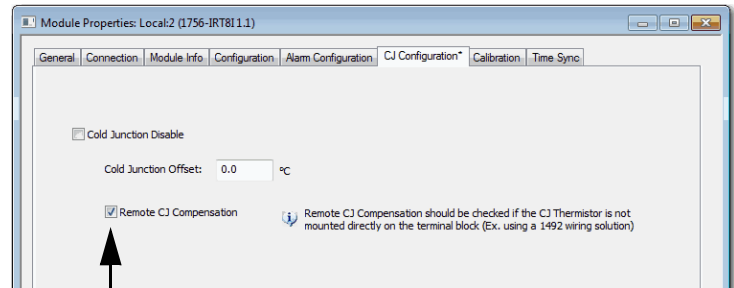 Module Properties: Local:2 (1756-IRT8I 1.1)
General Connection Module Info Configuration Alarm Configuration CJ Configuration* Calibration Time Sync
Cold Junction Disable
Cold Junction Offset: 0.0 °C
Remote CJ Compensation
Remote CJ Compensation should be checked if the CJ Thermistor is not
mounted directly on the terminal block (Ex. using a 1492 wiring solution)